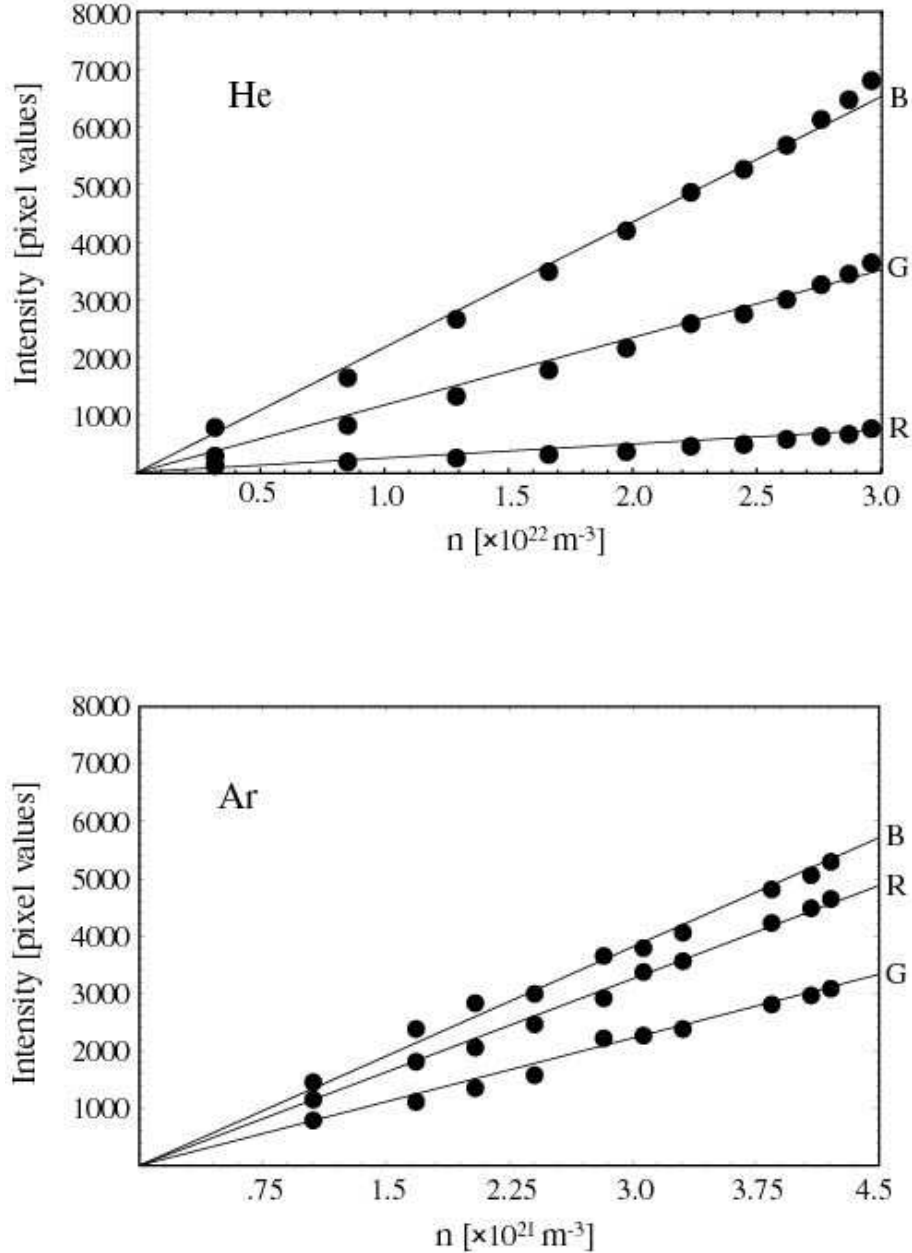 8000
7000
6000
5000
4000
3000
2000
1000
Intensity [pixel values]
He
B
G
R
0.5 1.0 1.5 2.0 2.5 3.0
n [×10²² m⁻³]
8000
7000
6000
5000
4000
3000
2000
1000
Intensity [pixel values]
Ar
B
R
G
.75 1.5 2.25 3.0 3.75 4.5
n [×10²¹ m⁻³]